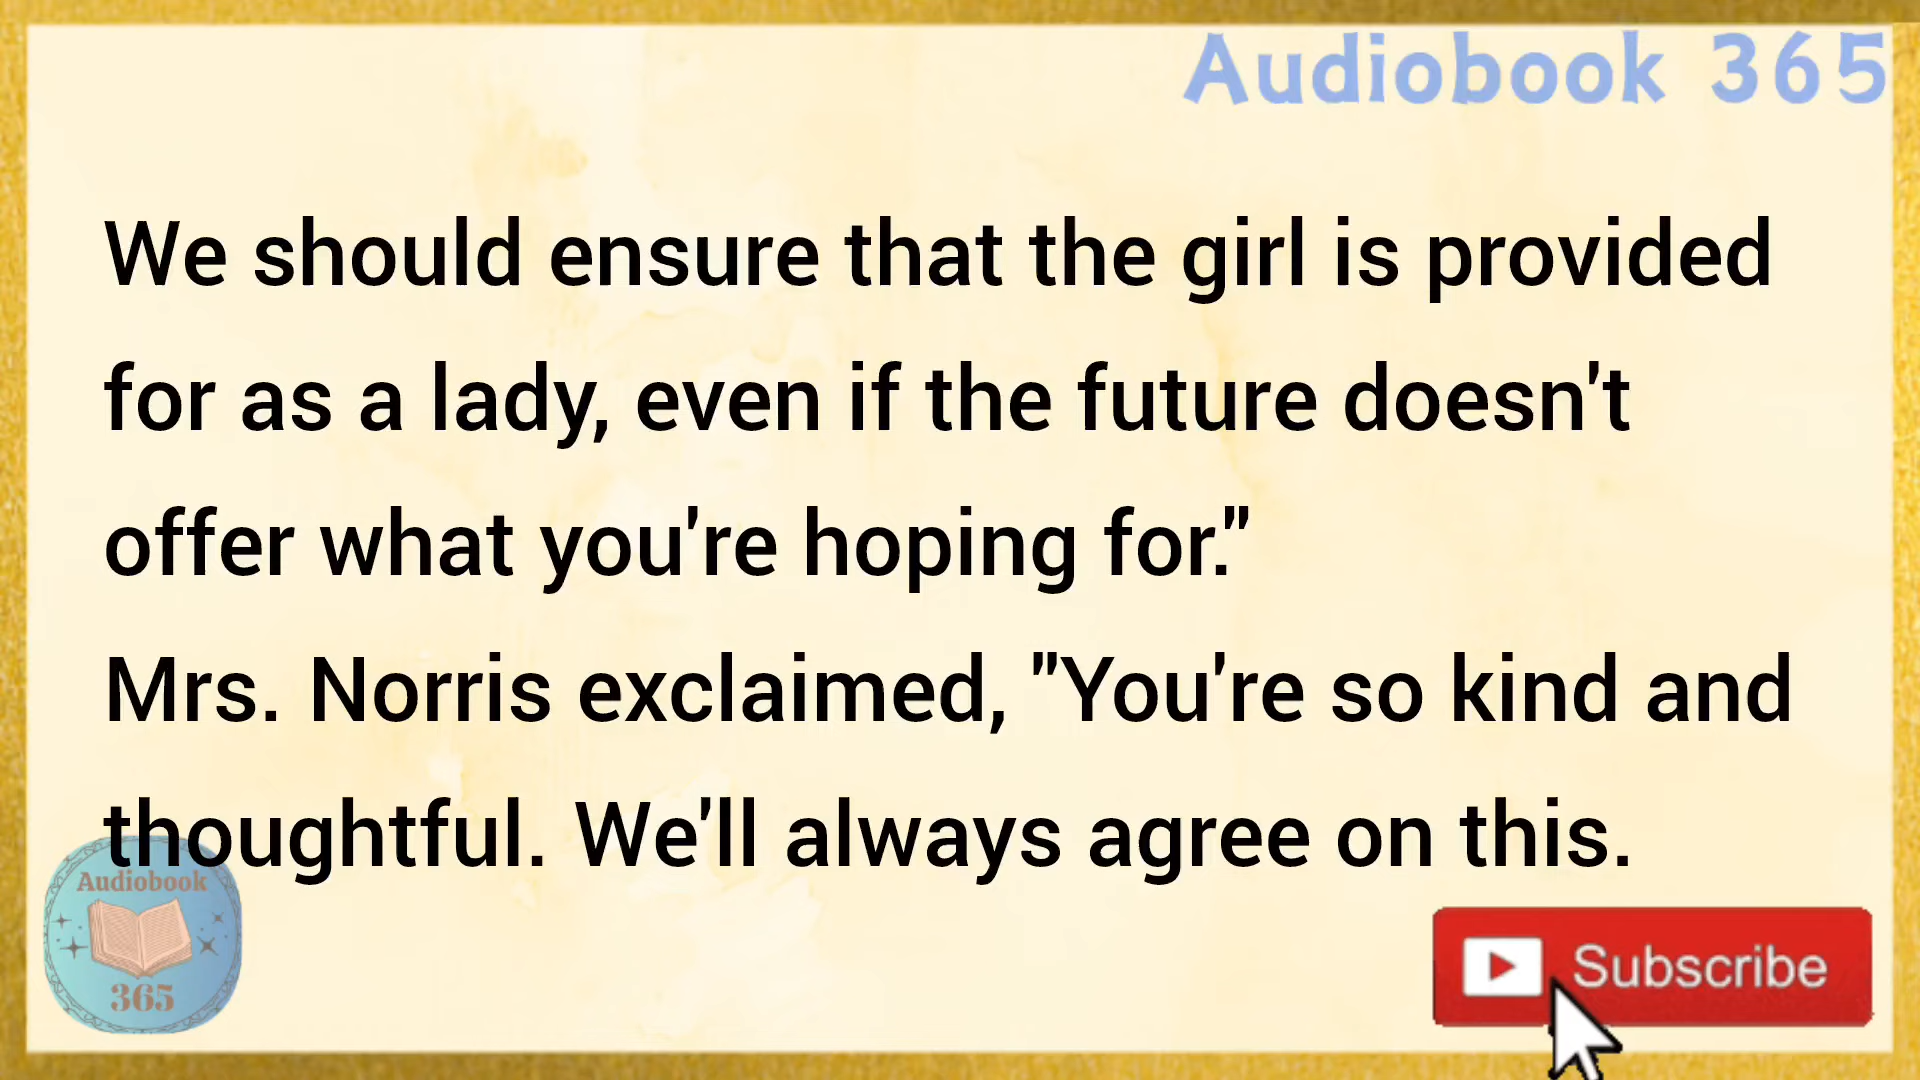 Audiobook 365
We should ensure that the girl is provided
for as a lady, even if the future doesn't
offer what you're hoping for."
Mrs. Norris exclaimed, "You're so kind and
thoughtful. We'll always agree on this.
Audiobook
365
Subscribe